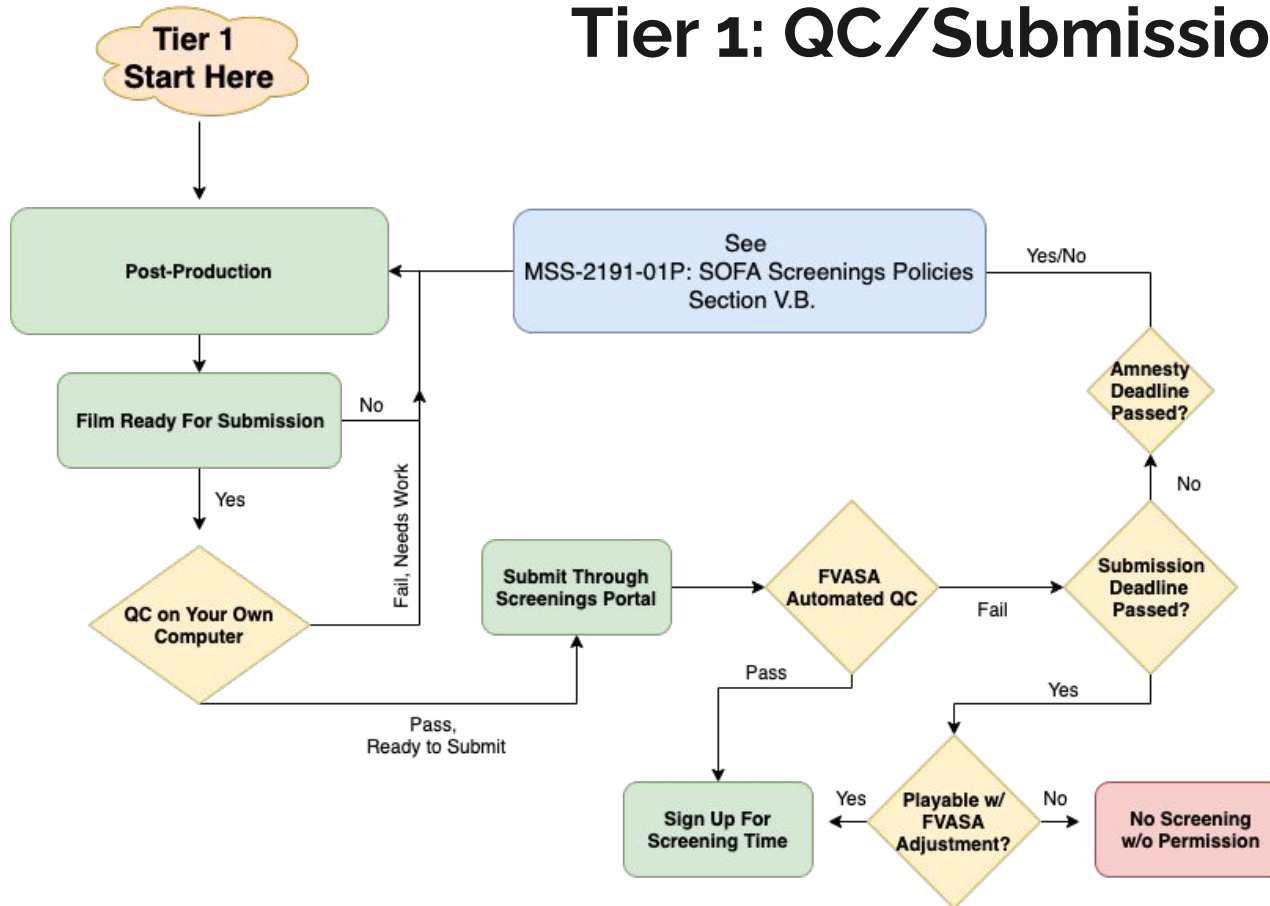 Tier 1: QC/Submissio
Tier 1
Start Here
Post-Production
See
MSS-2191-01P: SOFA Screenings Policies
Section V.B.
Yes/No
Amnesty
Deadline
Passed?
Film Ready For Submission
No
Yes
Fail, Needs Work
No
QC on Your Own
Computer
Submit Through
Screenings Portal
FVASA
Automated QC
Fail
Submission
Deadline
Passed?
Pass,
Ready to Submit
Pass
Yes
Sign Up For
Screening Time
Yes
Playable w/
FVASA
Adjustment?
No
No Screening
w/o Permission